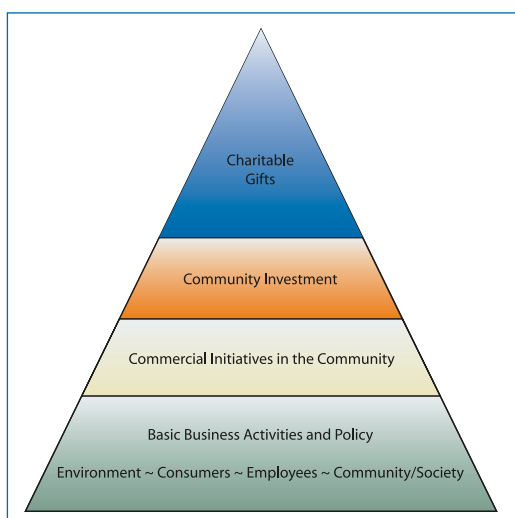 Charitable
Gifts
Community Investment
Commercial Initiatives in the Community
Basic Business Activities and Policy
Environment ~ Consumers ~ Employees ~ Community/Society